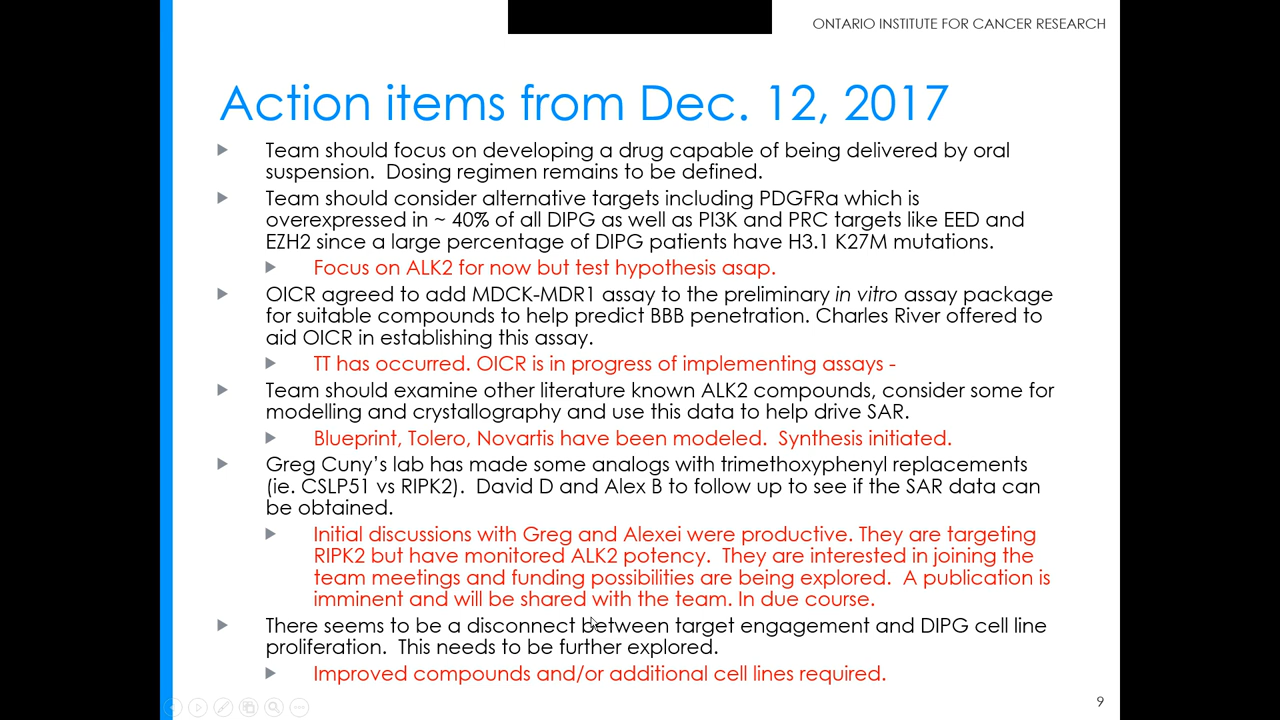 ONTARIO INSTITUTE FOR CANCER RESEARCH
Action items from Dec. 12, 2017
Team should focus on developing a drug capable of being delivered by oral
suspension.  Dosing regimen remains to be defined.
Team should consider alternative targets including PDGFRa which is
overexpressed in ~ 40% of all DIPG as well as PI3K and PRC targets like EED and
EZH2 since a large percentage of DIPG patients have H3.1 K27M mutations.
Focus on ALK2 for now but test hypothesis asap.
OICR agreed to add MDCK-MDR1 assay to the preliminary in vitro assay package
for suitable compounds to help predict BBB penetration. Charles River offered to
aid OICR in establishing this assay.
TT has occurred. OICR is in progress of implementing assays -
Team should examine other literature known ALK2 compounds, consider some for
modelling and crystallography and use this data to help drive SAR.
Blueprint, Tolero, Novartis have been modeled.  Synthesis initiated.
Greg Cuny’s lab has made some analogs with trimethoxyphenyl replacements
(ie. CSLP51 vs RIPK2).  David D and Alex B to follow up to see if the SAR data can
be obtained.
Initial discussions with Greg and Alexei were productive. They are targeting
RIPK2 but have monitored ALK2 potency.  They are interested in joining the
team meetings and funding possibilities are being explored.  A publication is
imminent and will be shared with the team. In due course.
There seems to be a disconnect between target engagement and DIPG cell line
proliferation.  This needs to be further explored.
Improved compounds and/or additional cell lines required.
9